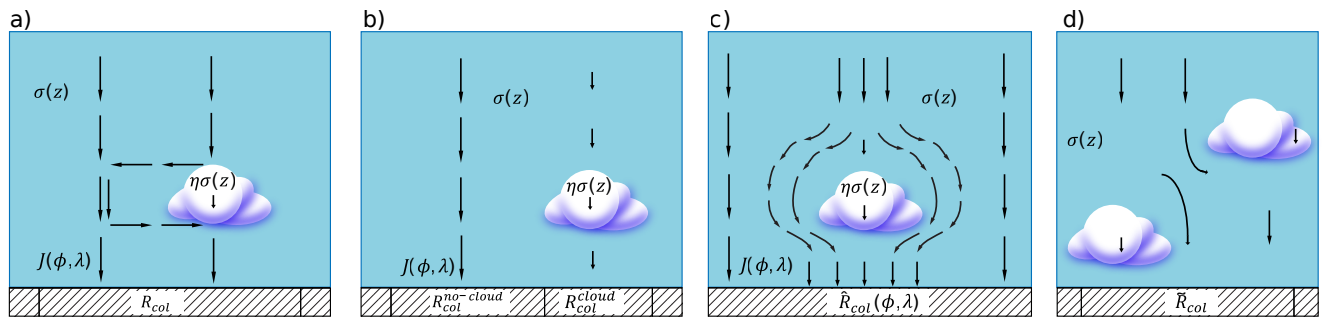 a)
σ(z)
ησ(z)
J(ϕ, λ)
R_col
b)
σ(z)
ησ(z)
J(ϕ, λ)
R_col^no-cloud
R_col^cloud
c)
σ(z)
ησ(z)
J(ϕ, λ)
R̂_col(ϕ, λ)
d)
σ(z)
R̃_col